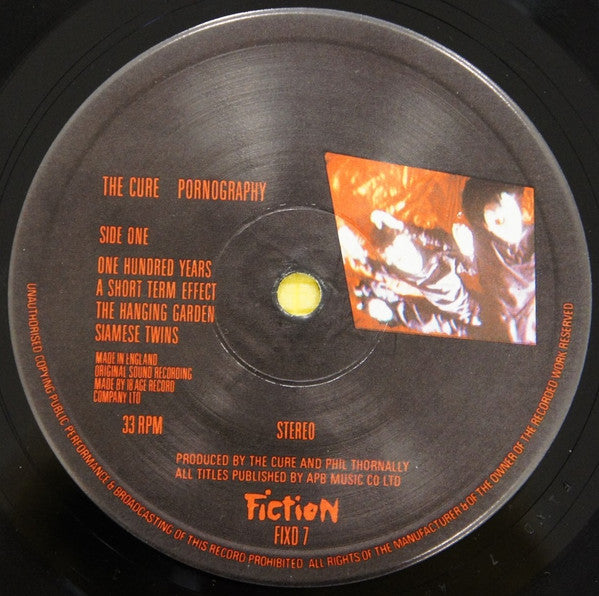 THE CURE PORNOGRAPHY
SIDE ONE
ONE HUNDRED YEARS
A SHORT TERM EFFECT
THE HANGING GARDEN
SIAMESE TWINS
MADE IN ENGLAND
ORIGINAL SOUND RECORDING
MADE BY 18 AGE RECORD
COMPANY LTD
33 RPM
STEREO
PRODUCED BY THE CURE AND PHIL THORNALLY
ALL TITLES PUBLISHED BY APB MUSIC CO LTD
FICTION
FIXD 7
UNAUTHORISED COPYING PUBLIC PERFORMANCE & BROADCASTING OF THIS RECORD PROHIBITED. ALL RIGHTS OF THE MANUFACTURER & OF THE OWNER OF THE RECORDED WORK RESERVED